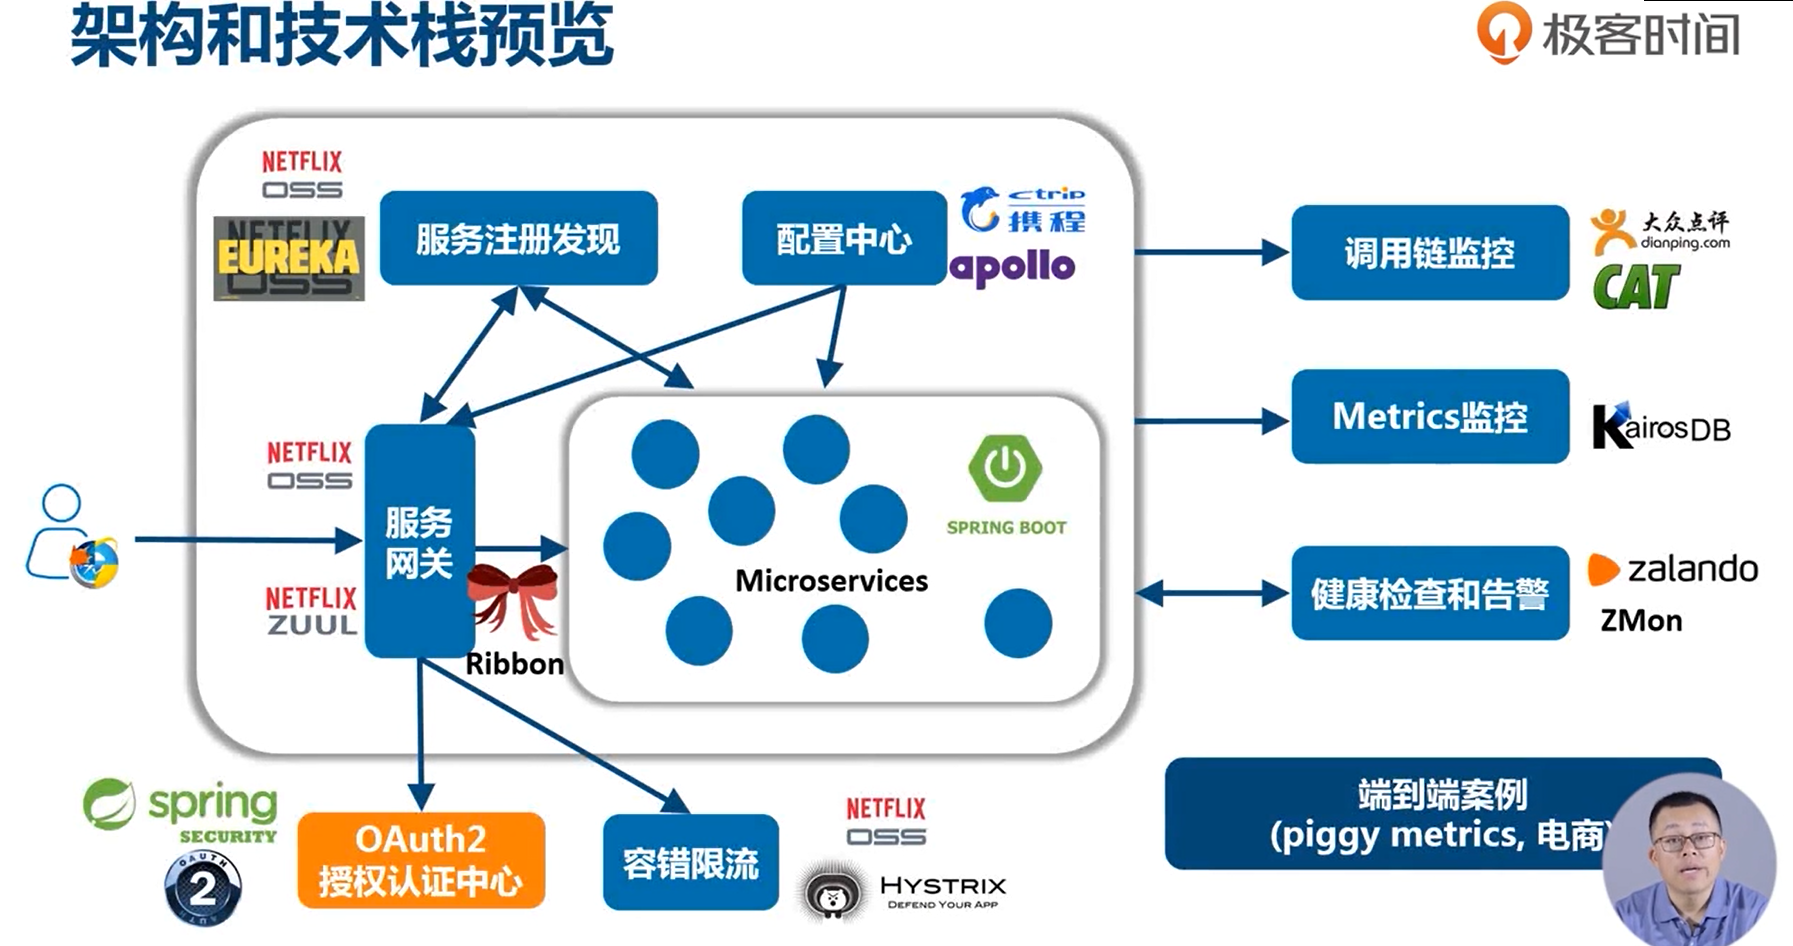 架构和技术栈预览
极客时间
NETFLIX
OSS
NETFLIX
EUREKA
OSS
服务注册发现
配置中心
ctrip
携程
apollo
调用链监控
大众点评
dianping.com
CAT
Metrics监控
KairosDB
NETFLIX
OSS
服务
网关
NETFLIX
ZUUL
Ribbon
SPRING BOOT
Microservices
健康检查和告警
zalando
ZMon
spring
SECURITY
OAUTH
2
OAuth2
授权认证中心
容错限流
NETFLIX
OSS
HYSTRIX
DEFEND YOUR APP
端到端案例
(piggy metrics, 电商)